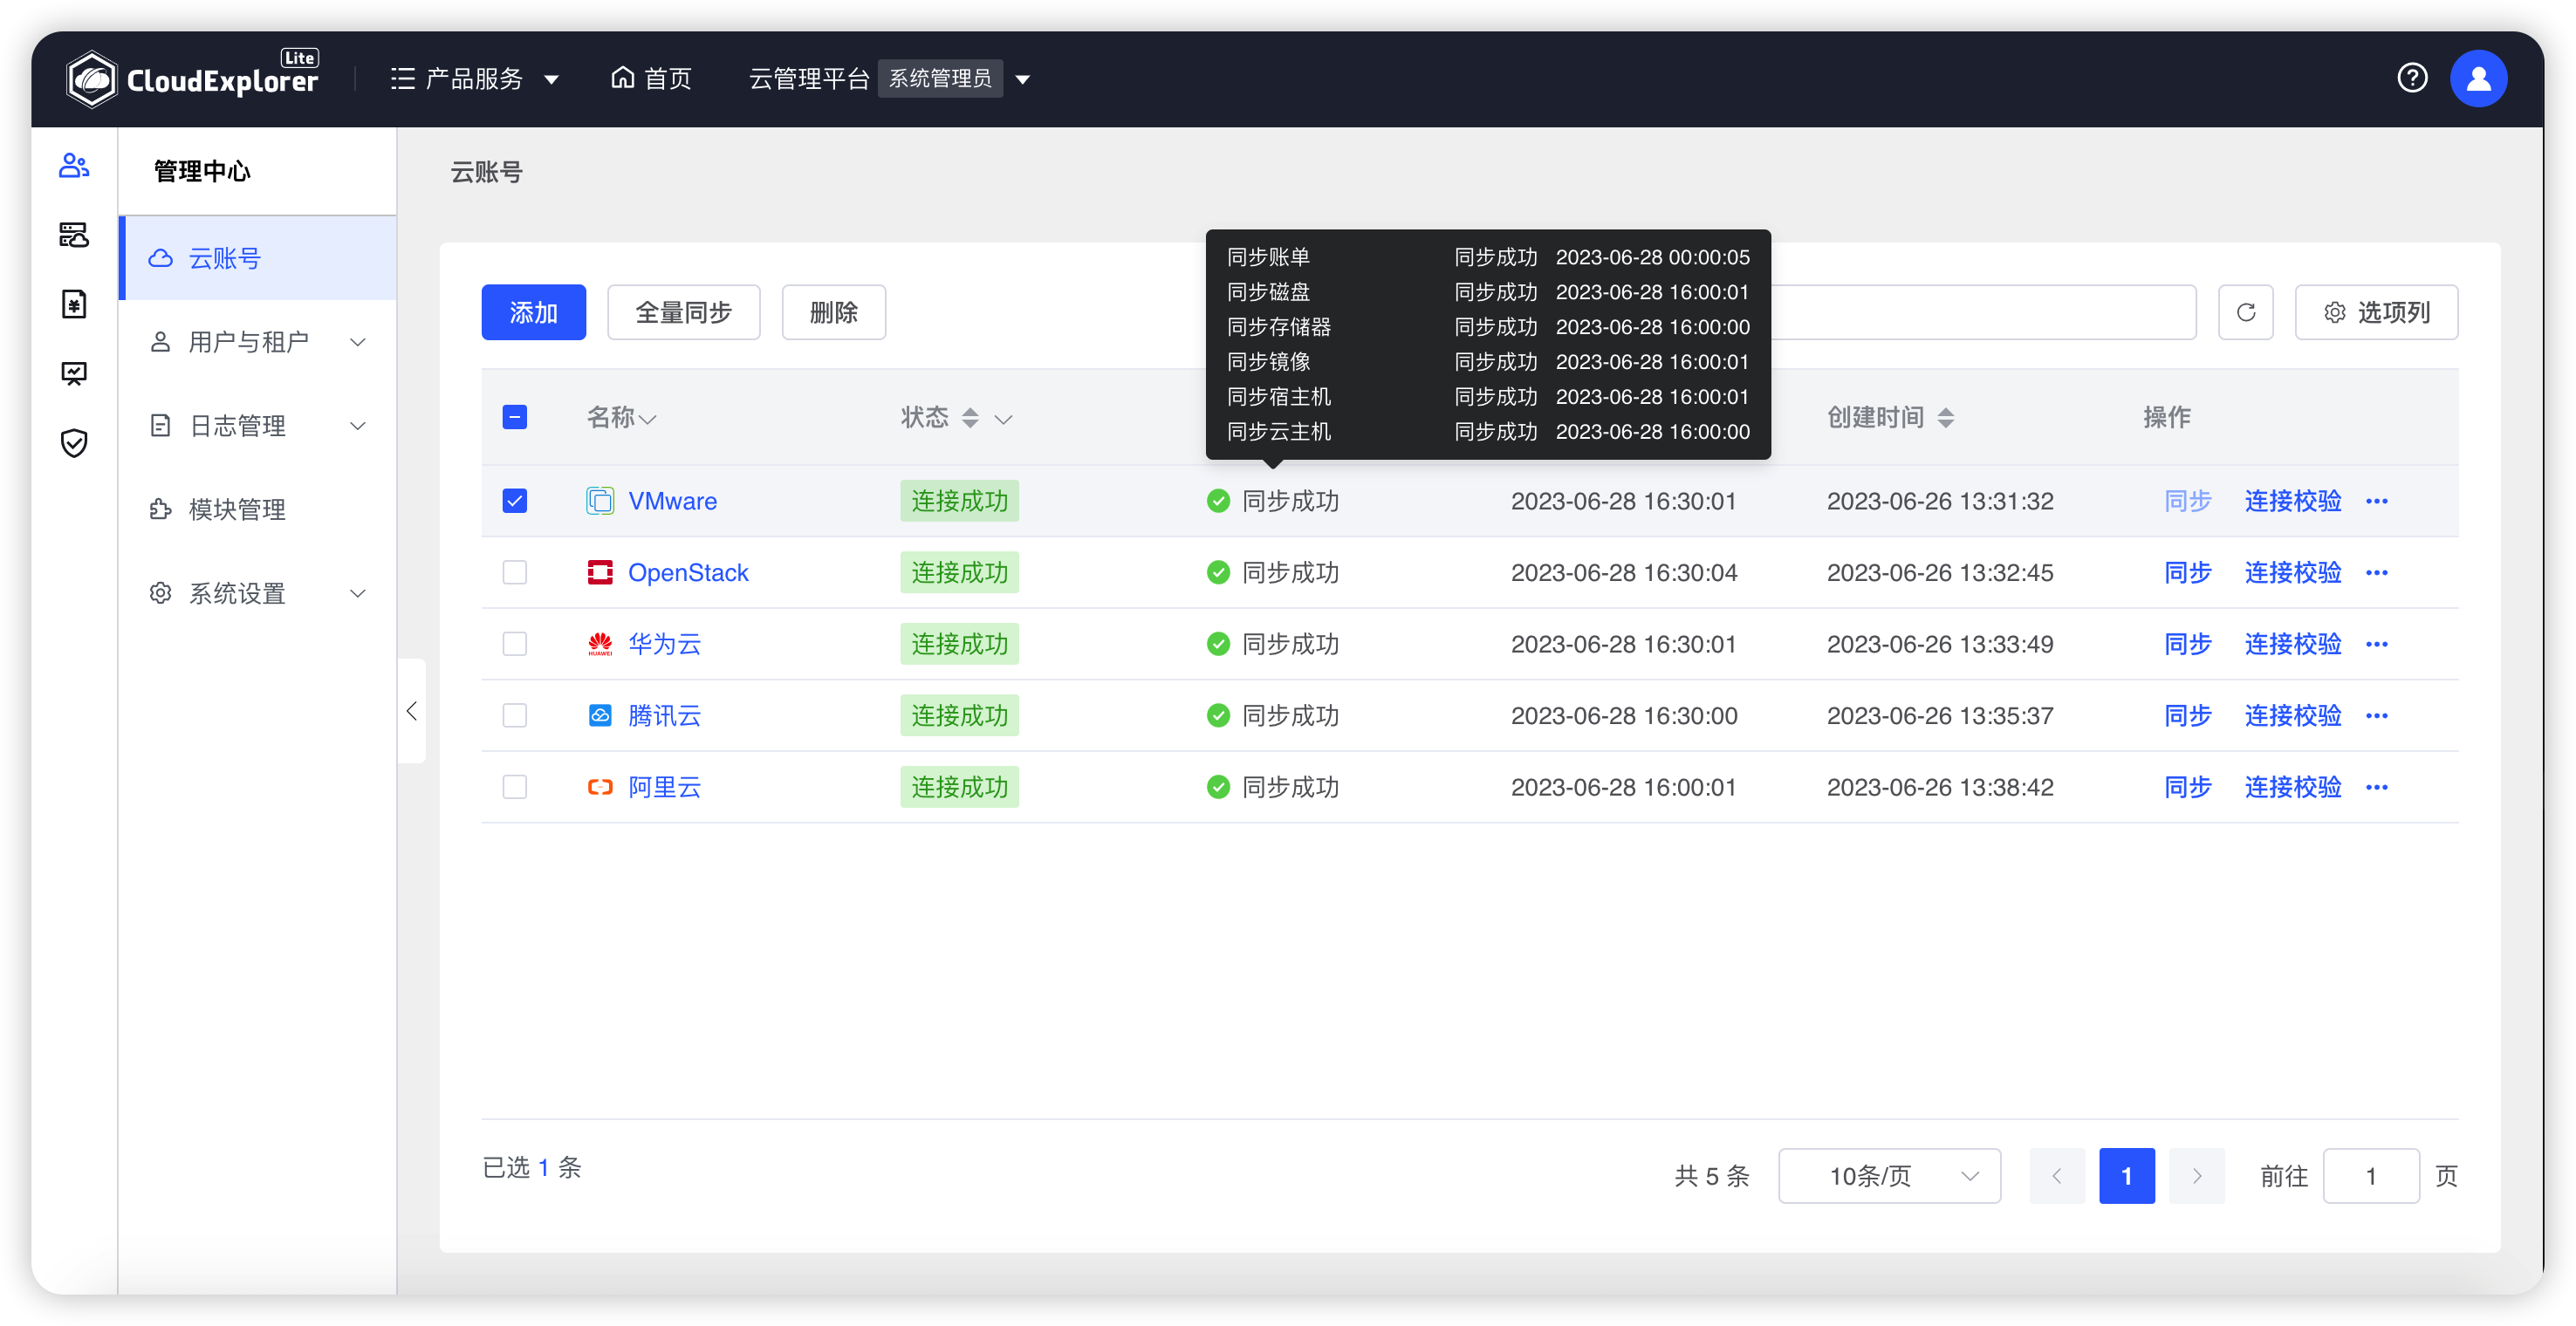 CloudExplorer Lite 产品服务 首页 云管理平台 系统管理员
管理中心
云账号
用户与租户
日志管理
模块管理
系统设置
云账号
添加 全量同步 删除 选项列
同步账单 同步成功 2023-06-28 00:00:05
同步磁盘 同步成功 2023-06-28 16:00:01
同步存储器 同步成功 2023-06-28 16:00:00
同步镜像 同步成功 2023-06-28 16:00:01
同步宿主机 同步成功 2023-06-28 16:00:01
同步云主机 同步成功 2023-06-28 16:00:00
名称 状态 创建时间 操作
VMware 连接成功 同步成功 2023-06-28 16:30:01 2023-06-26 13:31:32 同步 连接校验
OpenStack 连接成功 同步成功 2023-06-28 16:30:04 2023-06-26 13:32:45 同步 连接校验
HUAWEI 华为云 连接成功 同步成功 2023-06-28 16:30:01 2023-06-26 13:33:49 同步 连接校验
腾讯云 连接成功 同步成功 2023-06-28 16:30:00 2023-06-26 13:35:37 同步 连接校验
阿里云 连接成功 同步成功 2023-06-28 16:00:01 2023-06-26 13:38:42 同步 连接校验
已选 1 条
共 5 条 10条/页 1 前往 1 页